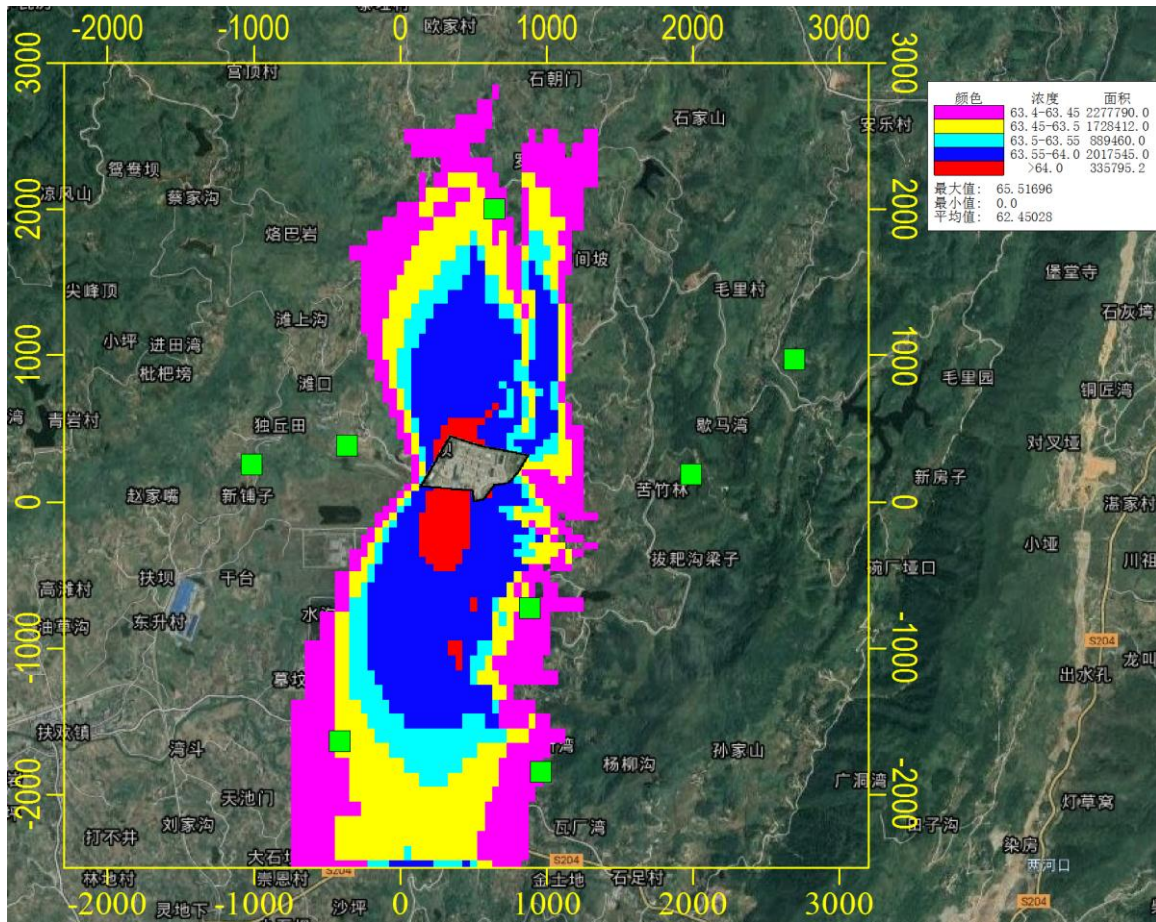 -2000 -1000 0 1000 2000 3000
欧家村
宫顶村
石朝门
3000
3000
颜色 浓度 面积
63.4-63.45 2277790.0
63.45-63.5 1728412.0
63.5-63.55 889460.0
63.55-64.0 2017545.0
>64.0 335795.2
最大值: 65.51696
最小值: 0.0
平均值: 62.45028
石家山
安乐村
鸳鸯坝
凉风山
蔡家沟
2000
2000
烙巴岩
间坡
堡堂寺
尖峰顶
毛里村
滩上沟
石灰塆
小坪
进田湾
1000
1000
枇杷塝
滩口
毛里园
铜匠湾
湾
青岩村
独丘田
歇马湾
对叉垭
坝
新房子
赵家嘴
新铺子
苦竹林
0
0
湛家村
小垭
拔耙沟梁子
川祖
高滩村
扶坝
干台
碗厂垭口
油草沟
东升村
水
-1000
-1000
S204
龙叫
墓坟
出水孔
扶欢镇
湾斗
湾
杨柳沟
孙家山
广洞湾
天池门
-2000
-2000
灯草窝
打不井
刘家沟
瓦厂湾
田子沟
染房
大石
S204
两河口
林地村
崇恩村
S204
金土地
石足村
灵地下
沙坪
S204
-2000 -1000 0 1000 2000 3000